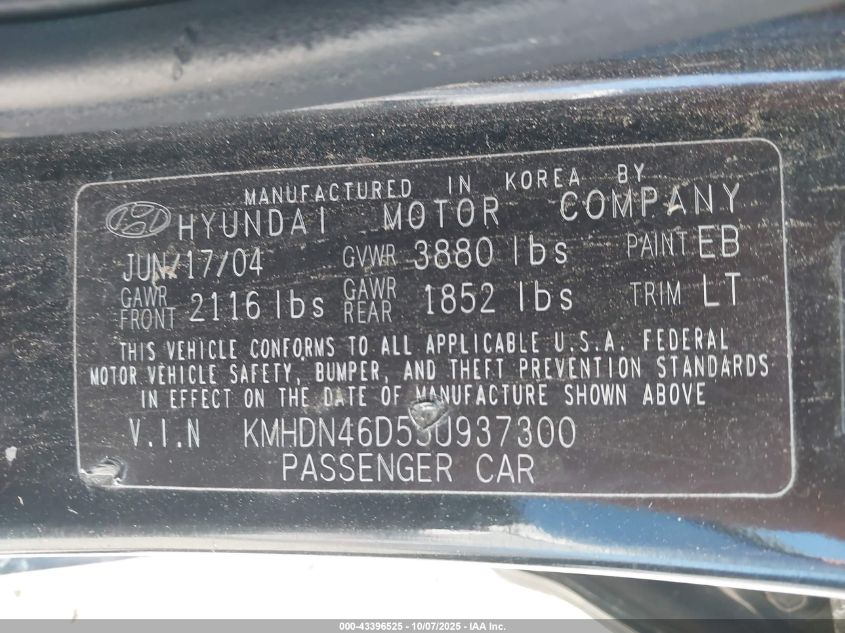 MANUFACTURED IN KOREA BY
HYUNDAI MOTOR COMPANY
JUN/17/04 GVWR 3880 lbs PAINT EB
GAWR FRONT 2116 lbs GAWR REAR 1852 lbs TRIM LT
THIS VEHICLE CONFORMS TO ALL APPLICABLE U.S.A. FEDERAL
MOTOR VEHICLE SAFETY, BUMPER, AND THEFT PREVENTION STANDARDS
IN EFFECT ON THE DATE OF MANUFACTURE SHOWN ABOVE
V.I.N
PASSENGER CAR
000-43396525 - 10/07/2025 - IAA Inc.